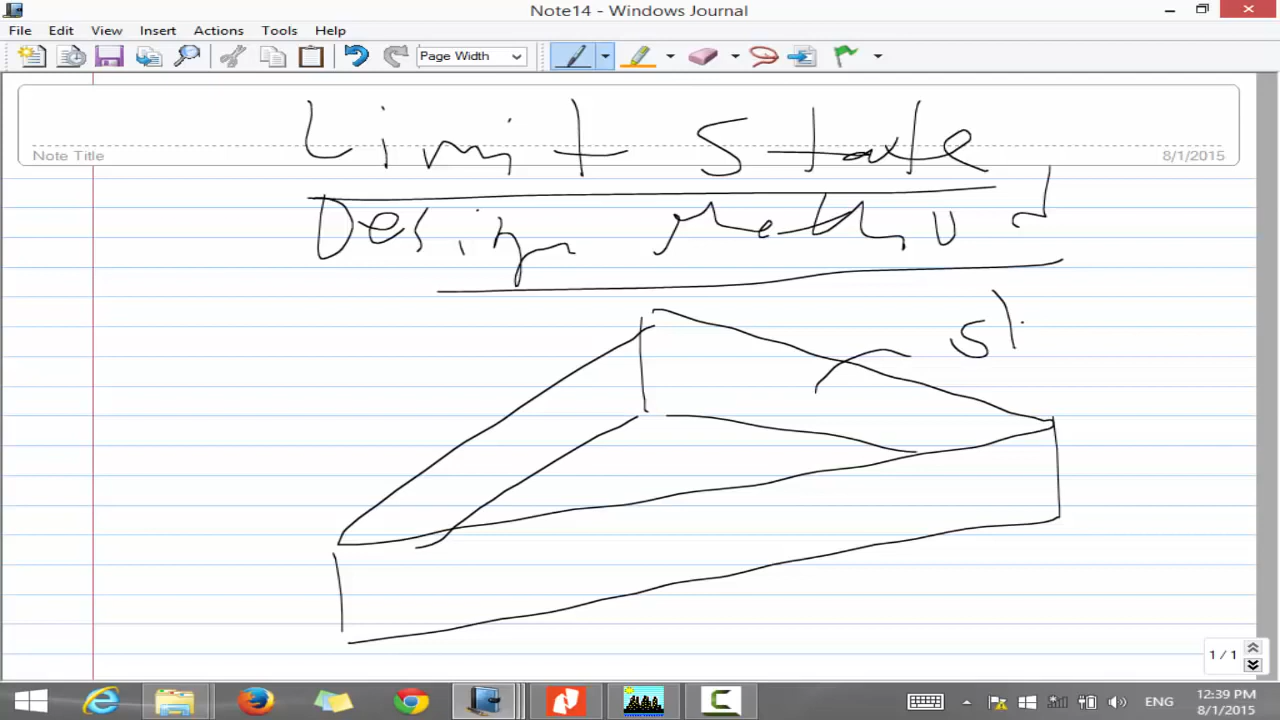 Note14 - Windows Journal
File Edit View Insert Actions Tools Help
Page Width
Limit State
Note Title
8/1/2015
Design Method
Sl
1 / 1
ENG
12:39 PM
8/1/2015